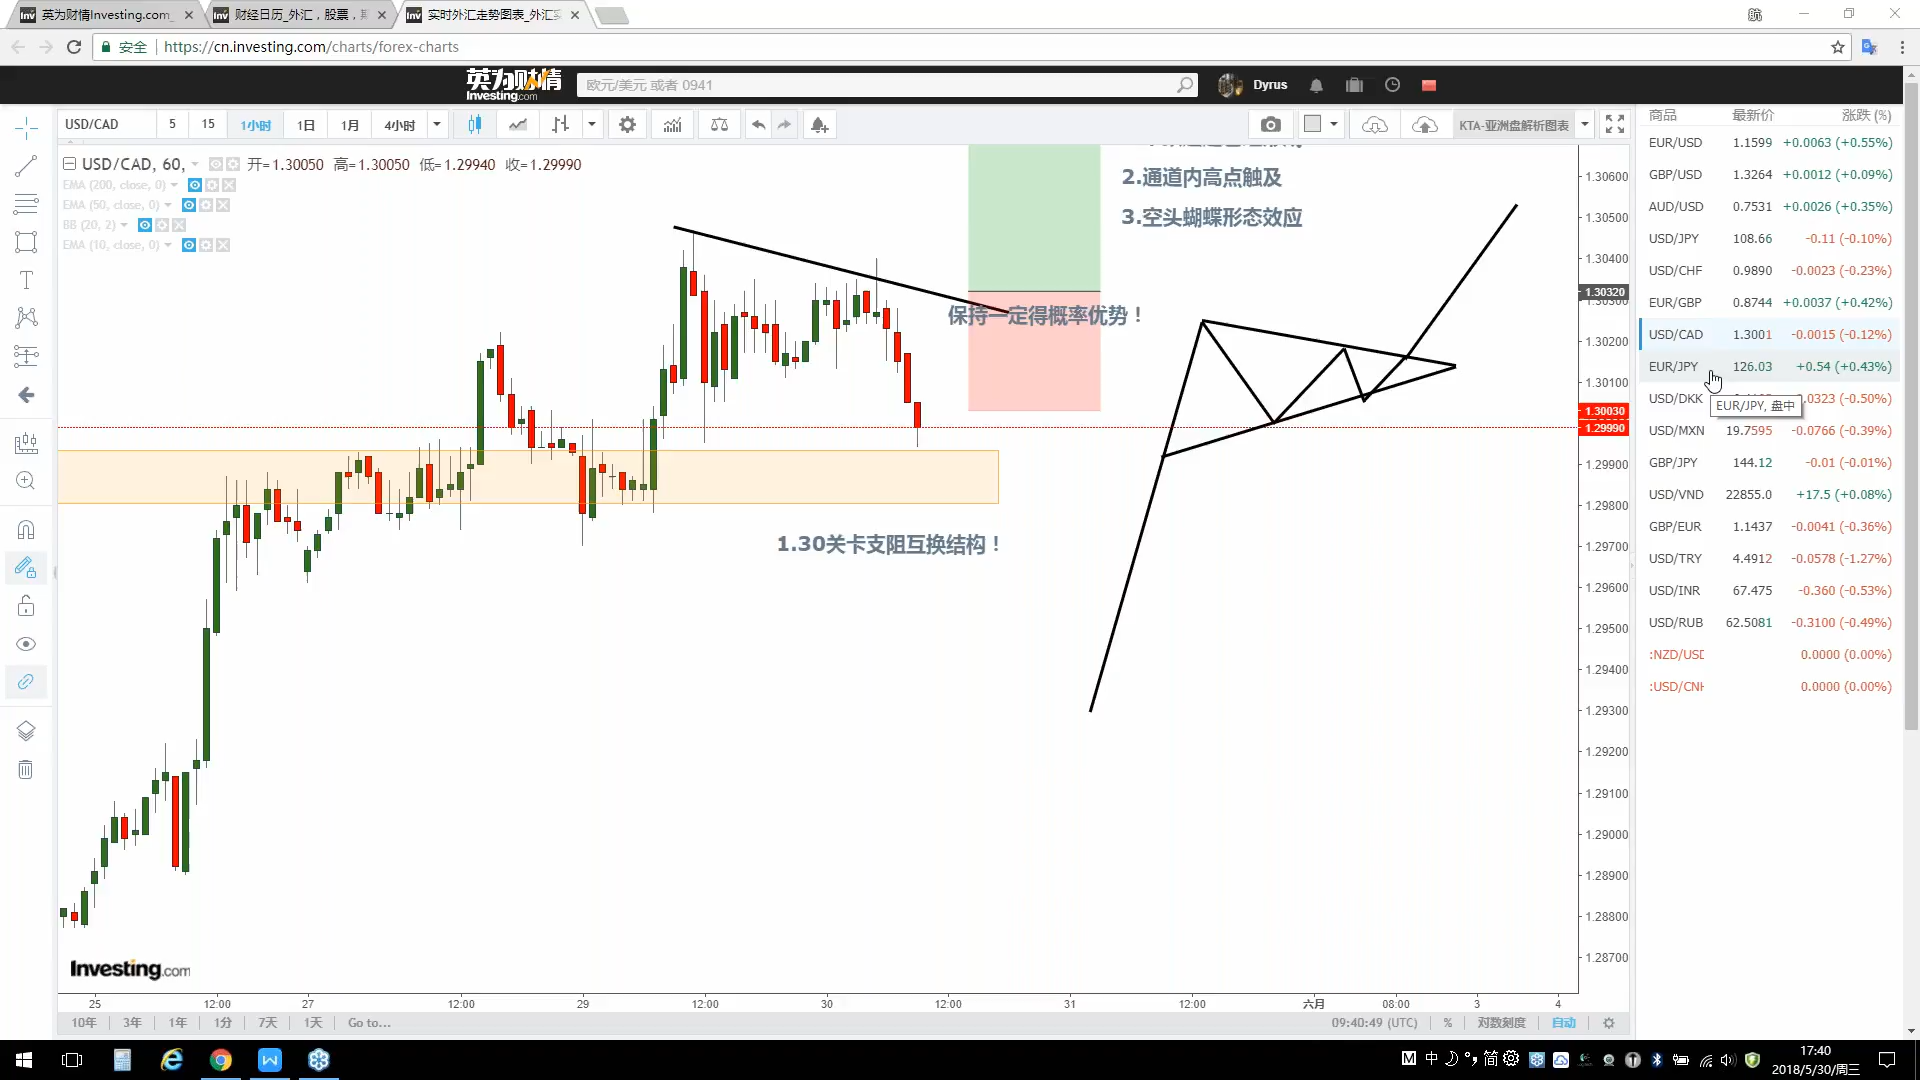 英为财情Investing.com
财经日历_外汇，股票，期
实时外汇走势图表_外汇实
航
安全 https://cn.investing.com/charts/forex-charts
英为财情
Investing.com
欧元/美元 或者 0941
Dyrus
USD/CAD 5 15 1小时 1日 1月 4小时
KTA-亚洲盘解析图表
USD/CAD, 60, 开= 1.30050 高= 1.30050 低= 1.29940 收= 1.29990
EMA (200, close, 0)
EMA (50, close, 0)
BB (20, 2)
EMA (10, close, 0)
2.通道内高点触及
3.空头蝴蝶形态效应
保持一定得概率优势！
1.30关卡支阻互换结构！
1.30600
1.30500
1.30400
1.30320
1.30300
1.30200
1.30100
1.30030
1.29990
1.29900
1.29800
1.29700
1.29600
1.29500
1.29400
1.29300
1.29200
1.29100
1.29000
1.28900
1.28800
1.28700
商品 最新价 涨跌 (%)
EUR/USD 1.1599 +0.0063 (+0.55%)
GBP/USD 1.3264 +0.0012 (+0.09%)
AUD/USD 0.7531 +0.0026 (+0.35%)
USD/JPY 108.66 -0.11 (-0.10%)
USD/CHF 0.9890 -0.0023 (-0.23%)
EUR/GBP 0.8744 +0.0037 (+0.42%)
USD/CAD 1.3001 -0.0015 (-0.12%)
EUR/JPY 126.03 +0.54 (+0.43%)
USD/DKK 0.0323 (-0.50%)
EUR/JPY, 盘中
USD/MXN 19.7595 -0.0766 (-0.39%)
GBP/JPY 144.12 -0.01 (-0.01%)
USD/VND 22855.0 +17.5 (+0.08%)
GBP/EUR 1.1437 -0.0041 (-0.36%)
USD/TRY 4.4912 -0.0578 (-1.27%)
USD/INR 67.475 -0.360 (-0.53%)
USD/RUB 62.5081 -0.3100 (-0.49%)
:NZD/USD 0.0000 (0.00%)
:USD/CNH 0.0000 (0.00%)
Investing.com
25 12:00 27 12:00 29 12:00 30 12:00 31 12:00 六月 08:00 3 4
10年 3年 1年 1分 7天 1天 Go to...
09:40:49 (UTC) % 对数刻度 自动
M 中 简
17:40
2018/5/30/周三